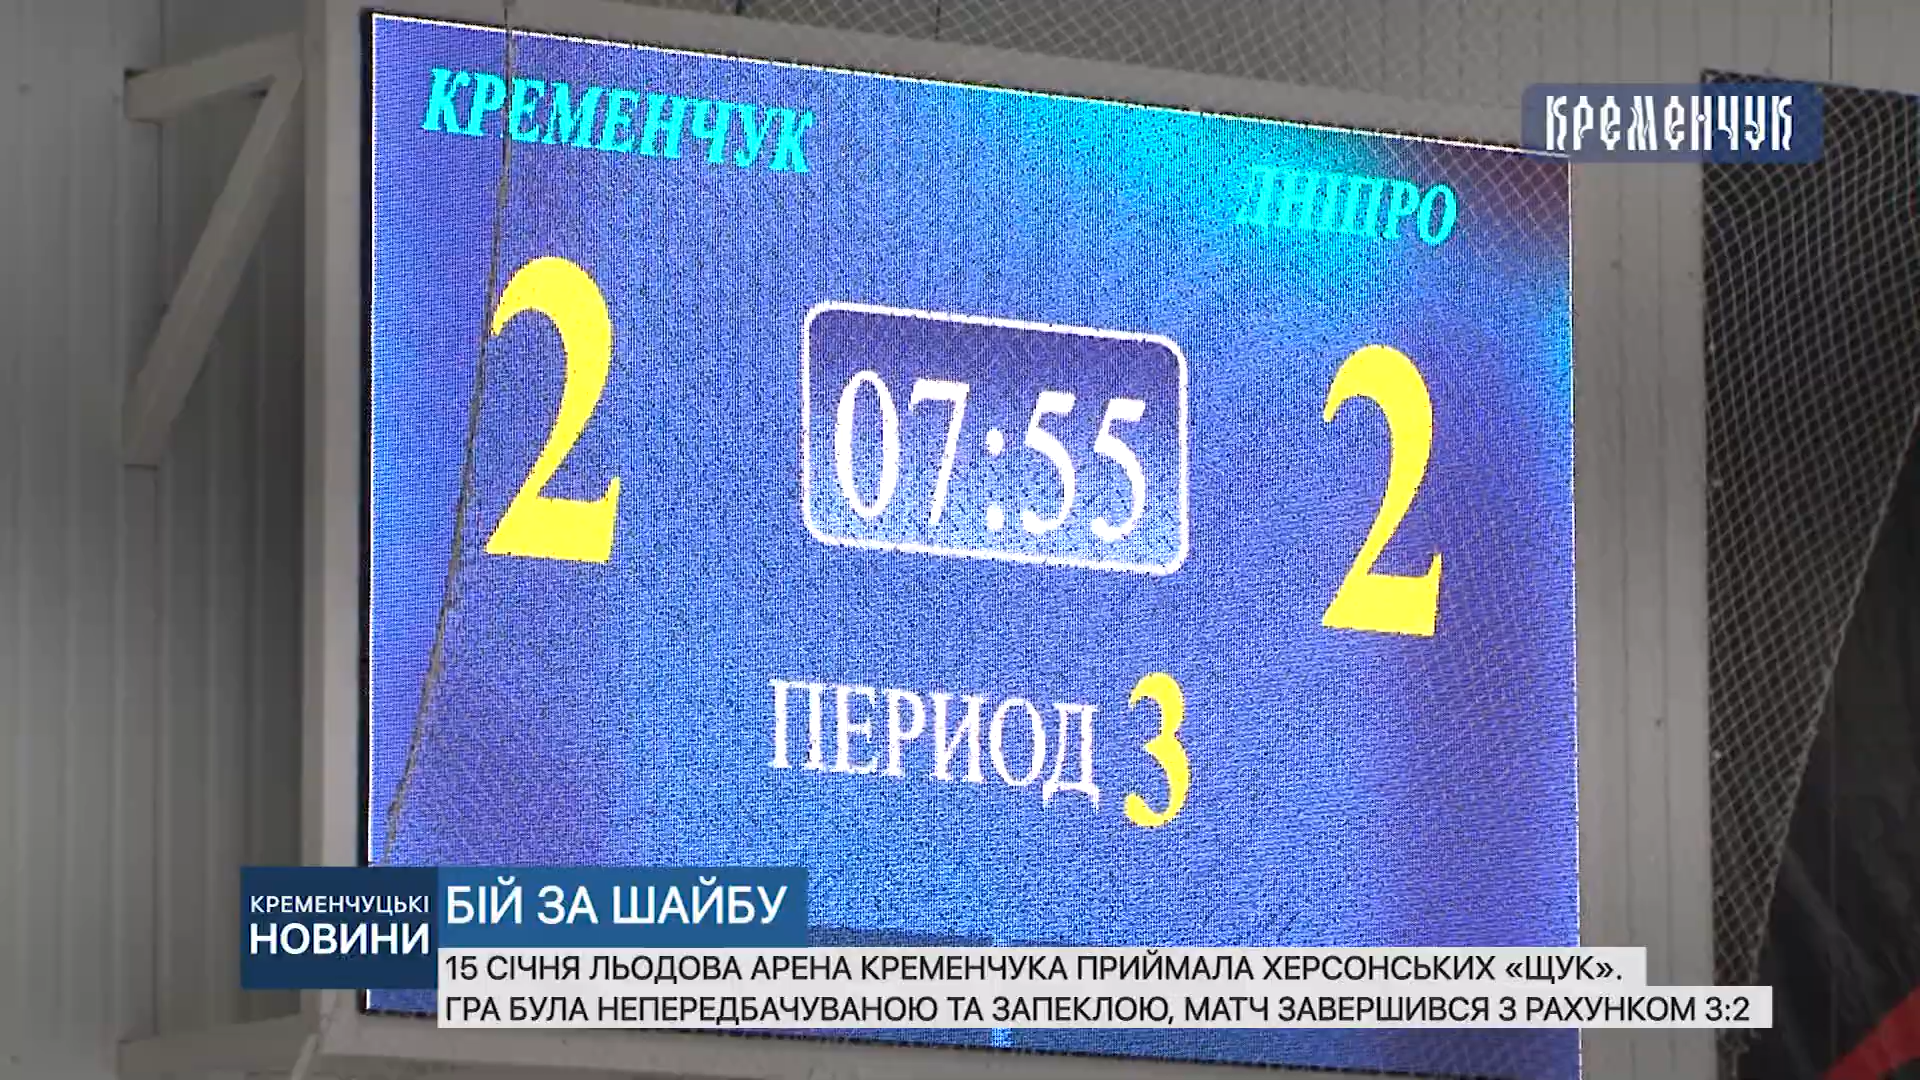 КРЕМЕНЧУК
КРЕМЕНЧУК
ДНІПРО
2
07:55
2
ПЕРИОД 3
КРЕМЕНЧУЦЬКІ
НОВИНИ
БІЙ ЗА ШАЙБУ
15 СІЧНЯ ЛЬОДОВА АРЕНА КРЕМЕНЧУКА ПРИЙМАЛА ХЕРСОНСЬКИХ «ЩУК».
ГРА БУЛА НЕПЕРЕДБАЧУВАНОЮ ТА ЗАПЕКЛОЮ, МАТЧ ЗАВЕРШИВСЯ З РАХУНКОМ 3:2